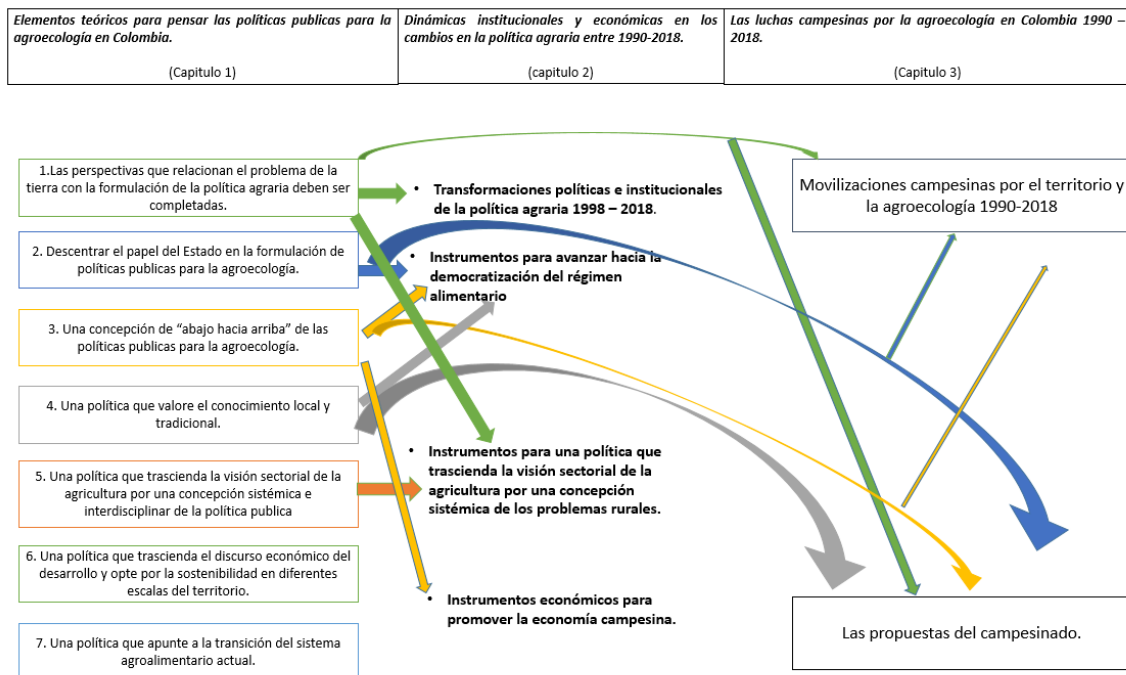 Elementos teóricos para pensar las políticas publicas para la
agroecología en Colombia.
(Capitulo 1)
Dinámicas institucionales y económicas en los
cambios en la política agraria entre 1990-2018.
(capitulo 2)
Las luchas campesinas por la agroecología en Colombia 1990 –
2018.
(Capitulo 3)
1.Las perspectivas que relacionan el problema de la
tierra con la formulación de la política agraria deben ser
completadas.
2. Descentrar el papel del Estado en la formulación de
políticas publicas para la agroecología.
3. Una concepción de “abajo hacia arriba” de las
políticas publicas para la agroecología.
4. Una política que valore el conocimiento local y
tradicional.
5. Una política que trascienda la visión sectorial de la
agricultura por una concepción sistémica e
interdisciplinar de la política publica
6. Una política que trascienda el discurso económico del
desarrollo y opte por la sostenibilidad en diferentes
escalas del territorio.
7. Una política que apunte a la transición del sistema
agroalimentario actual.
• Transformaciones políticas e institucionales
de la política agraria 1998 – 2018.
• Instrumentos para avanzar hacia la
democratización del régimen
alimentario
• Instrumentos para una política que
trascienda la visión sectorial de la
agricultura por una concepción
sistémica de los problemas rurales.
• Instrumentos económicos para
promover la economía campesina.
Movilizaciones campesinas por el territorio y
la agroecología 1990-2018
Las propuestas del campesinado.